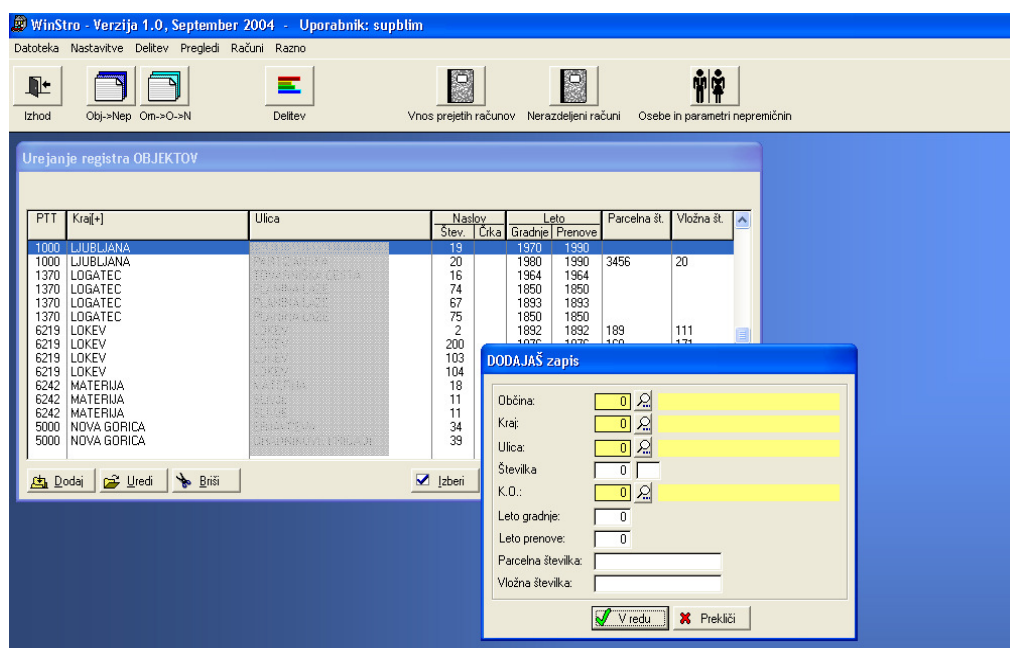 WinStro - Verzija 1.0, September 2004 - Uporabnik: supblim
Datoteka Nastavitve Delitev Pregledi Računi Razno
Izhod Obj->Nep Om->O->N Delitev Vnos prejetih računov Nerazdeljeni računi Osebe in parametri nepremičnin
Urejanje registra OBJEKTOV
PTT Kraj[+] Ulica Naslov Leto Parcelna št. Vložna št.
Štev. Črka Gradnje Prenove
1000 LJUBLJANA 19 1970 1990
1000 LJUBLJANA 20 1980 1990 3456 20
1370 LOGATEC 16 1964 1964
1370 LOGATEC 74 1850 1850
1370 LOGATEC 67 1893 1893
1370 LOGATEC 75 1850 1850
6219 LOKEV LOKEV 2 1892 1892 189 111
6219 LOKEV 200
6219 LOKEV 103
6219 LOKEV 104
6242 MATERIJA 18
6242 MATERIJA 11
6242 MATERIJA 11
5000 NOVA GORICA 34
5000 NOVA GORICA 39
Dodaj Uredi Briši Izberi
DODAJAŠ zapis
Občina: 0
Kraj: 0
Ulica: 0
Številka 0
K.O.: 0
Leto gradnje: 0
Leto prenove: 0
Parcelna številka:
Vložna številka:
V redu Prekliči